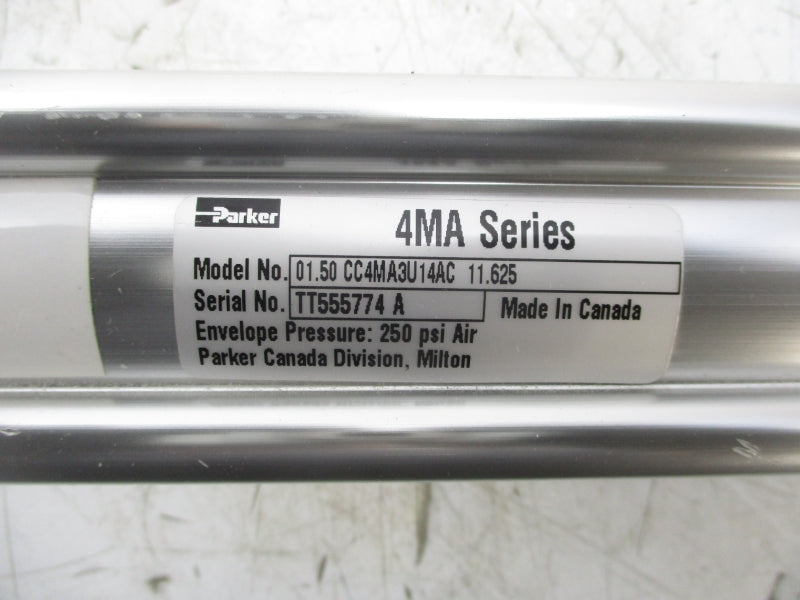 Parker
4MA Series
Model No. 01.50 CC4MA3U14AC 11.625
Serial No. TT555774 A Made In Canada
Envelope Pressure: 250 psi Air
Parker Canada Division, Milton